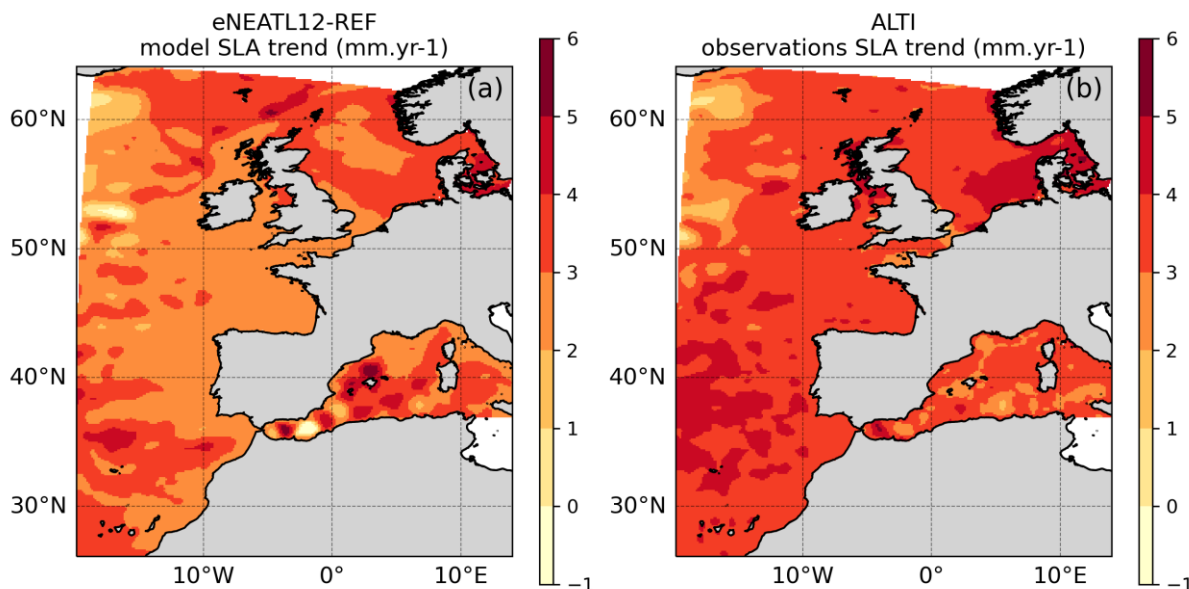 eNEATL12-REF
model SLA trend (mm.yr-1)
(a)
60°N
50°N
40°N
30°N
10°W 0° 10°E
6
5
4
3
2
1
0
−1
ALTI
observations SLA trend (mm.yr-1)
(b)
60°N
50°N
40°N
30°N
10°W 0° 10°E
6
5
4
3
2
1
0
−1